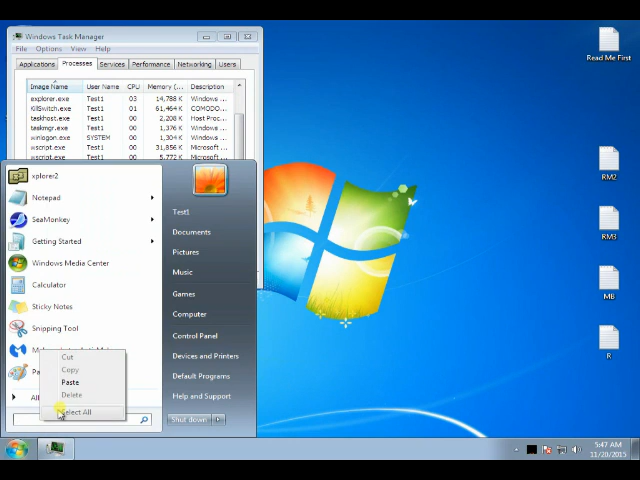 Windows Task Manager
File Options View Help
Applications Processes Services Performance Networking Users
Image Name User Name CPU Memory (... Description
explorer.exe Test1 03 14,788 K Windows ...
KillSwitch.exe Test1 01 61,464 K COMODO...
taskhost.exe Test1 00 2,208 K Host Proc...
taskmgr.exe Test1 00 1,376 K Windows ...
winlogon.exe SYSTEM 00 1,304 K Windows ...
wscript.exe Test1 00 31,856 K Microsoft ...
wscript.exe Test1 00 5,772 K Microsoft ...
xplorer2
Notepad
SeaMonkey
Getting Started
Windows Media Center
Calculator
Sticky Notes
Snipping Tool
Test1
Documents
Pictures
Music
Games
Computer
Control Panel
Devices and Printers
Default Programs
Help and Support
Shut down
Cut
Copy
Paste
Delete
Select All
Read Me First
RM2
RM3
MB
R
5:47 AM
11/20/2015